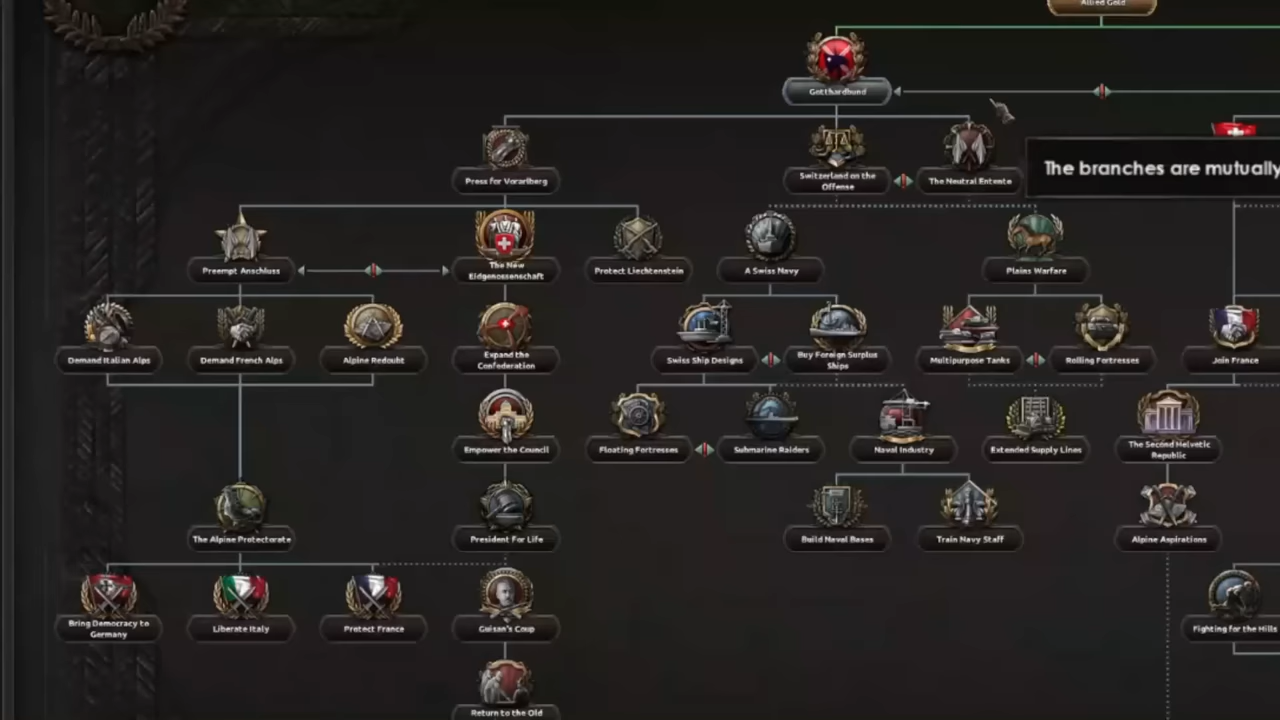 Allied Gold
Gotthardbund
Press for Vorarlberg
Switzerland on the
Offense
The Neutral Entente
The branches are mutually
Preempt Anschluss
The New
Eidgenossenschaft
Protect Liechtenstein
A Swiss Navy
Plains Warfare
Demand Italian Alps
Demand French Alps
Alpine Redoubt
Expand the
Confederation
Swiss Ship Designs
Buy Foreign Surplus
Ships
Multipurpose Tanks
Rolling Fortresses
Join France
Empower the Council
Floating Fortresses
Submarine Raiders
Naval Industry
Extended Supply Lines
The Second Helvetic
Republic
The Alpine Protectorate
President For Life
Build Naval Bases
Train Navy Staff
Alpine Aspirations
Bring Democracy to
Germany
Liberate Italy
Protect France
Guisan's Coup
Fighting for the Hills
Return to the Old